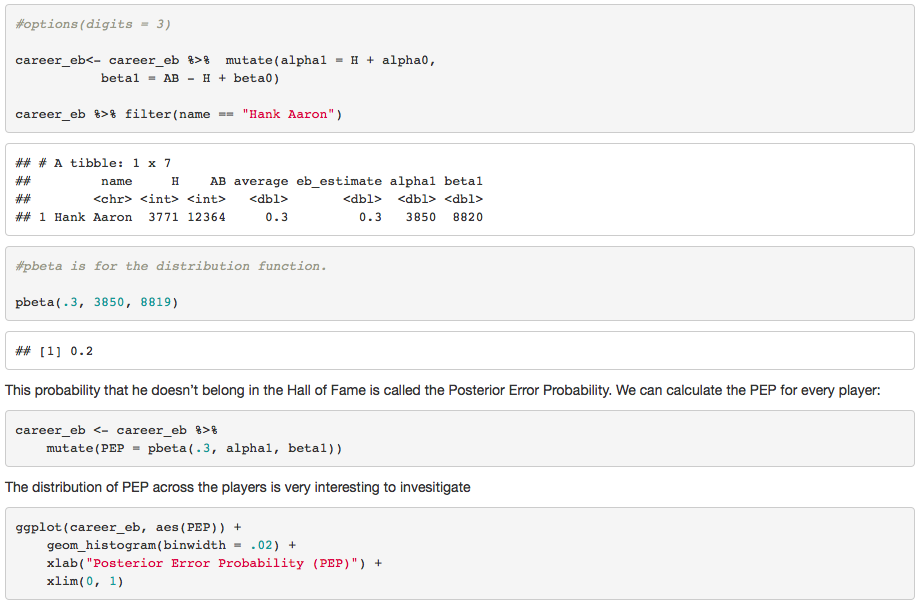 #options(digits = 3)
career_eb<- career_eb %>%  mutate(alpha1 = H + alpha0,
           beta1 = AB - H + beta0)
career_eb %>% filter(name == "Hank Aaron")
## # A tibble: 1 x 7
##         name     H    AB average eb_estimate alpha1 beta1
##        <chr> <int> <int>   <dbl>       <dbl>  <dbl> <dbl>
## 1 Hank Aaron  3771 12364     0.3         0.3   3850  8820
#pbeta is for the distribution function.
pbeta(.3, 3850, 8819)
## [1] 0.2
This probability that he doesn't belong in the Hall of Fame is called the Posterior Error Probability. We can calculate the PEP for every player:
career_eb <- career_eb %>%
    mutate(PEP = pbeta(.3, alpha1, beta1))
The distribution of PEP across the players is very interesting to invesitigate
ggplot(career_eb, aes(PEP)) +
    geom_histogram(binwidth = .02) +
    xlab("Posterior Error Probability (PEP)") +
    xlim(0, 1)